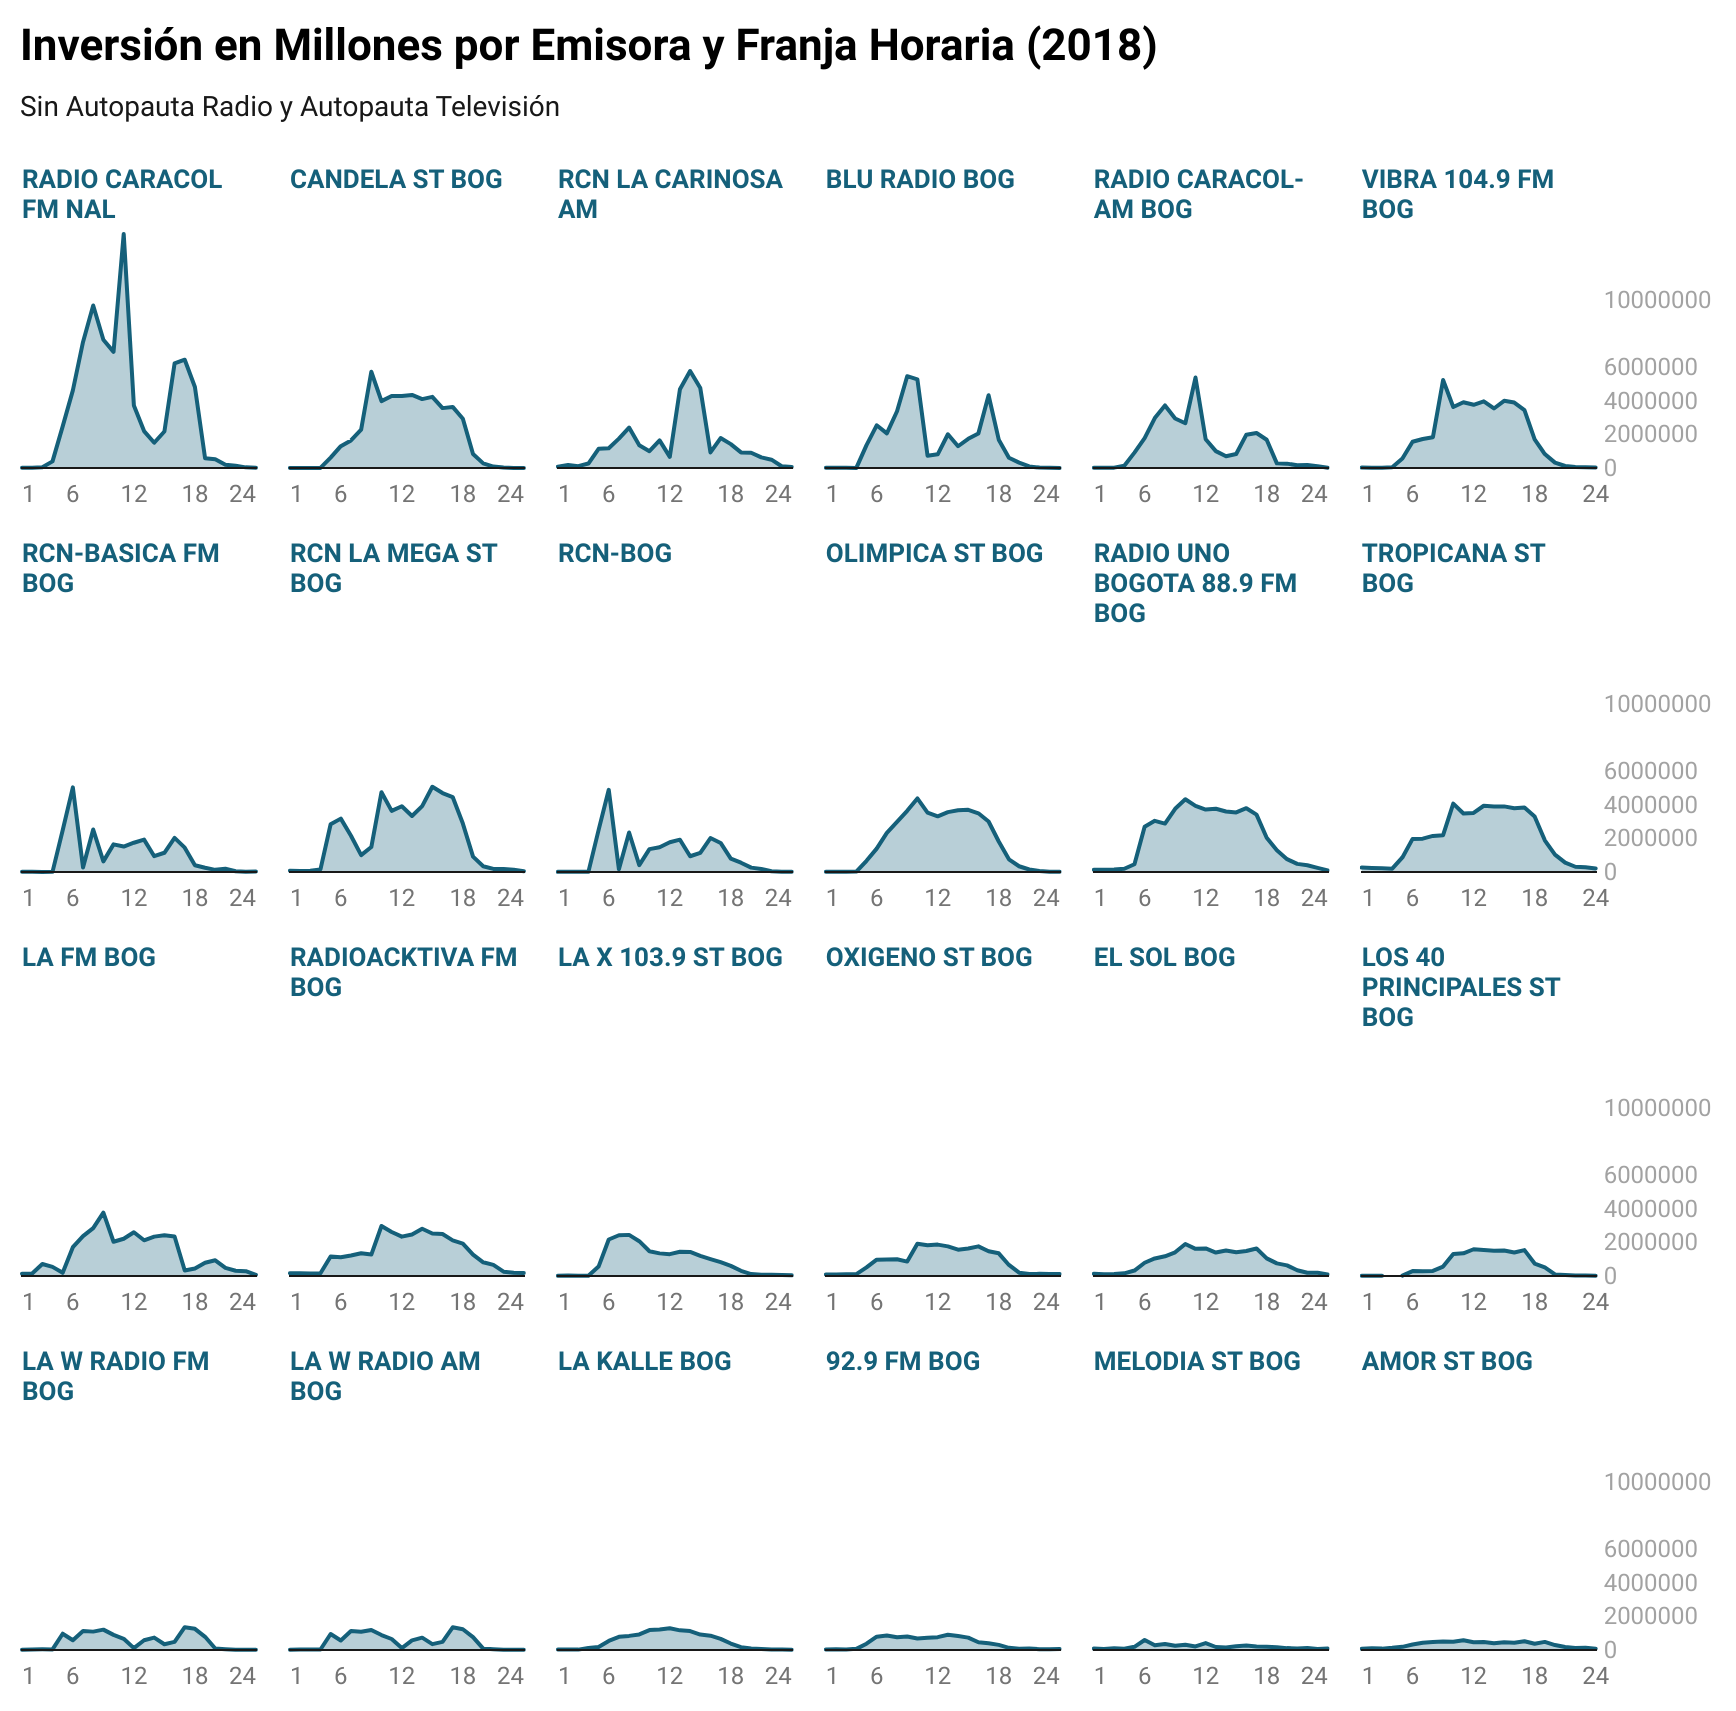 Inversión en Millones por Emisora y Franja Horaria (2018)
Sin Autopauta Radio y Autopauta Televisión
RADIO CARACOL
FM NAL
CANDELA ST BOG
RCN LA CARINOSA
AM
BLU RADIO BOG
RADIO CARACOL-
AM BOG
VIBRA 104.9 FM
BOG
10000000
6000000
4000000
2000000
0
1 6 12 18 24
1 6 12 18 24
1 6 12 18 24
1 6 12 18 24
1 6 12 18 24
1 6 12 18 24
RCN-BASICA FM
BOG
RCN LA MEGA ST
BOG
RCN-BOG
OLIMPICA ST BOG
RADIO UNO
BOGOTA 88.9 FM
BOG
TROPICANA ST
BOG
10000000
6000000
4000000
2000000
0
1 6 12 18 24
1 6 12 18 24
1 6 12 18 24
1 6 12 18 24
1 6 12 18 24
1 6 12 18 24
LA FM BOG
RADIOACKTIVA FM
BOG
LA X 103.9 ST BOG
OXIGENO ST BOG
EL SOL BOG
LOS 40
PRINCIPALES ST
BOG
10000000
6000000
4000000
2000000
0
1 6 12 18 24
1 6 12 18 24
1 6 12 18 24
1 6 12 18 24
1 6 12 18 24
1 6 12 18 24
LA W RADIO FM
BOG
LA W RADIO AM
BOG
LA KALLE BOG
92.9 FM BOG
MELODIA ST BOG
AMOR ST BOG
10000000
6000000
4000000
2000000
0
1 6 12 18 24
1 6 12 18 24
1 6 12 18 24
1 6 12 18 24
1 6 12 18 24
1 6 12 18 24